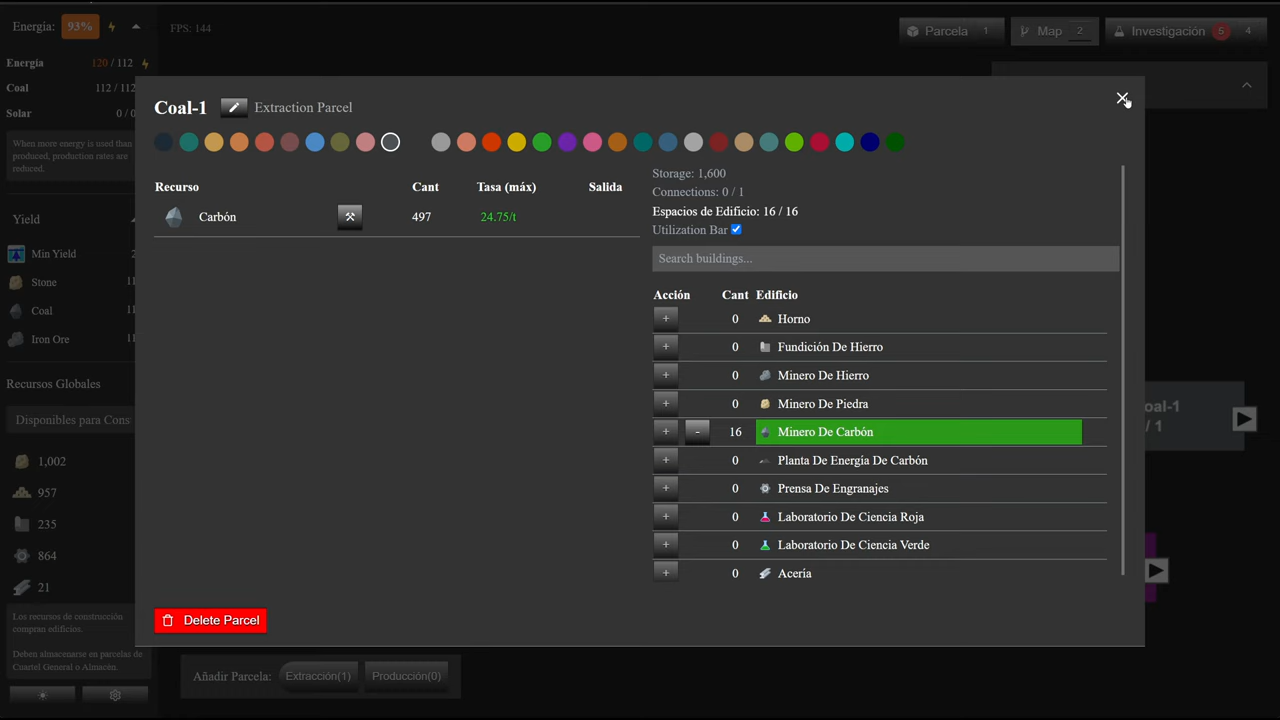 Energía: 93%
FPS: 144
Parcela 1
Map 2
Investigación 5 4
Energía 120 / 112
Coal 112 / 112
Solar 0 / 0
When more energy is used than
produced, production rates are
reduced.
Yield
Min Yield
Stone
Coal
Iron Ore
Recursos Globales
Disponibles para Cons
1,002
957
235
864
21
Los recursos de construcción
compran edificios.
Deben almacenarse en parcelas de
Cuartel General o Almacén.
Coal-1 Extraction Parcel
Recurso Cant Tasa (máx) Salida
Carbón 497 24.75/t
Delete Parcel
Storage: 1,600
Connections: 0 / 1
Espacios de Edificio: 16 / 16
Utilization Bar
Search buildings...
Acción Cant Edificio
+ 0 Horno
+ 0 Fundición De Hierro
+ 0 Minero De Hierro
+ 0 Minero De Piedra
+ - 16 Minero De Carbón
+ 0 Planta De Energía De Carbón
+ 0 Prensa De Engranajes
+ 0 Laboratorio De Ciencia Roja
+ 0 Laboratorio De Ciencia Verde
+ 0 Acería
oal-1
/ 1
Añadir Parcela: Extracción(1) Producción(0)